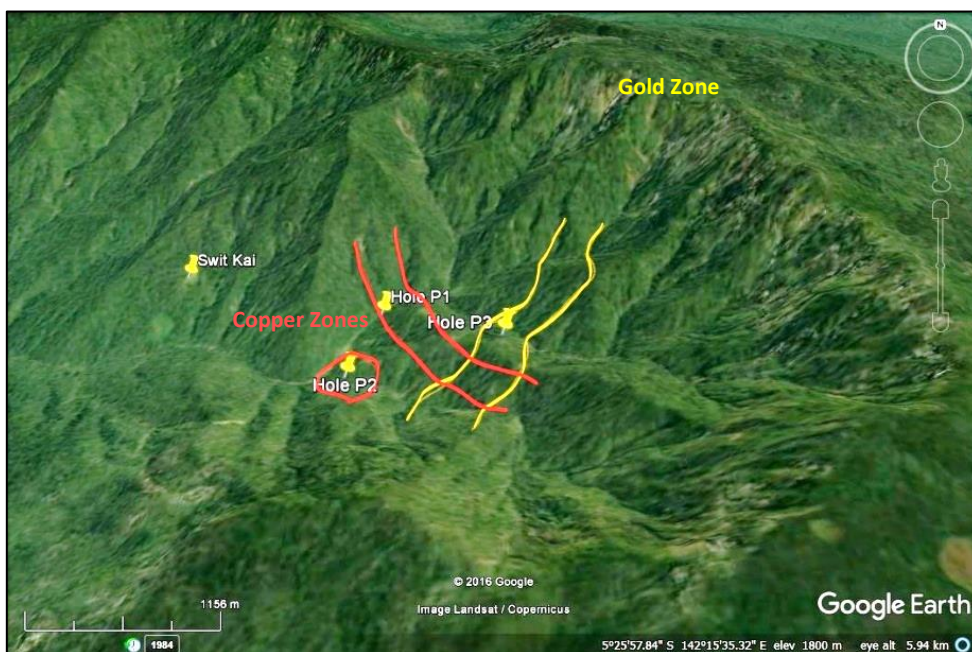 N
Gold Zone
Swit Kai
Hole P1
Copper Zones
Hole P3
Hole P2
© 2016 Google
1156 m
Image Landsat / Copernicus
Google Earth
1984
5°25'57.84" S 142°15'35.32" E elev 1800 m eye alt 5.94 km